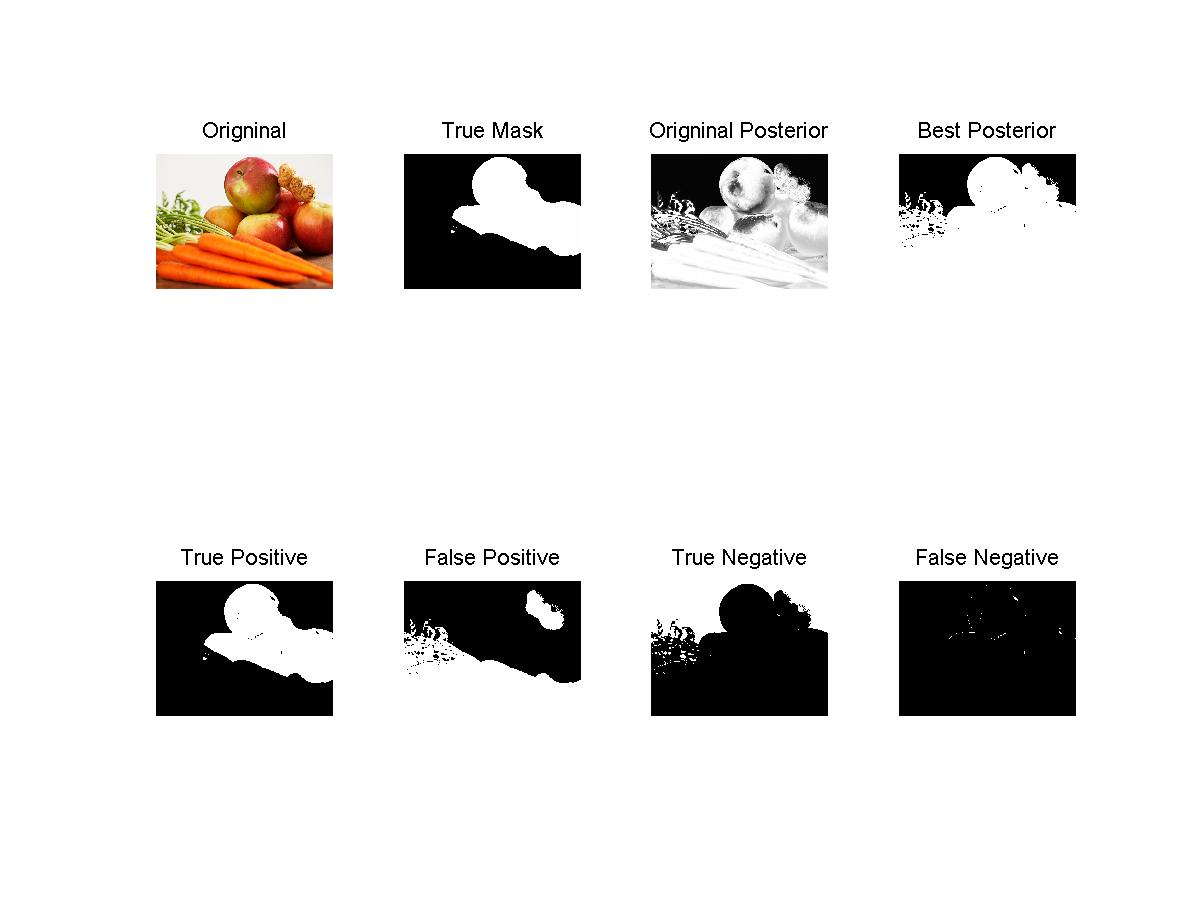 Origninal
True Mask
Origninal Posterior
Best Posterior
True Positive
False Positive
True Negative
False Negative